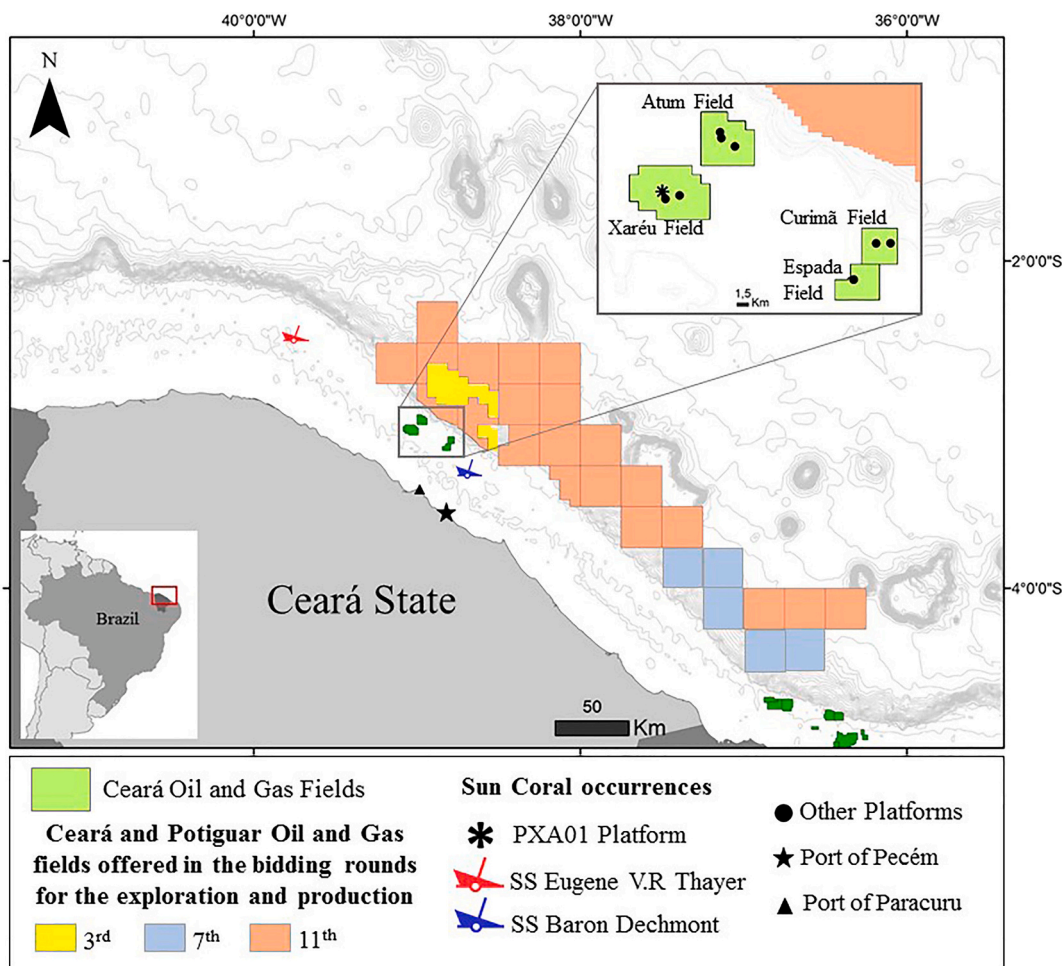 40°0'0"W
38°0'0"W
36°0'0"W
N
Atum Field
Xaréu Field
Curimã Field
Espada
Field
1,5
Km
2°0'0"S
4°0'0"S
Ceará State
Brazil
50
Km
Ceará Oil and Gas Fields
Ceará and Potiguar Oil and Gas
fields offered in the bidding rounds
for the exploration and production
3rd
7th
11th
Sun Coral occurrences
PXA01 Platform
SS Eugene V.R Thayer
SS Baron Dechmont
Other Platforms
Port of Pecém
Port of Paracuru